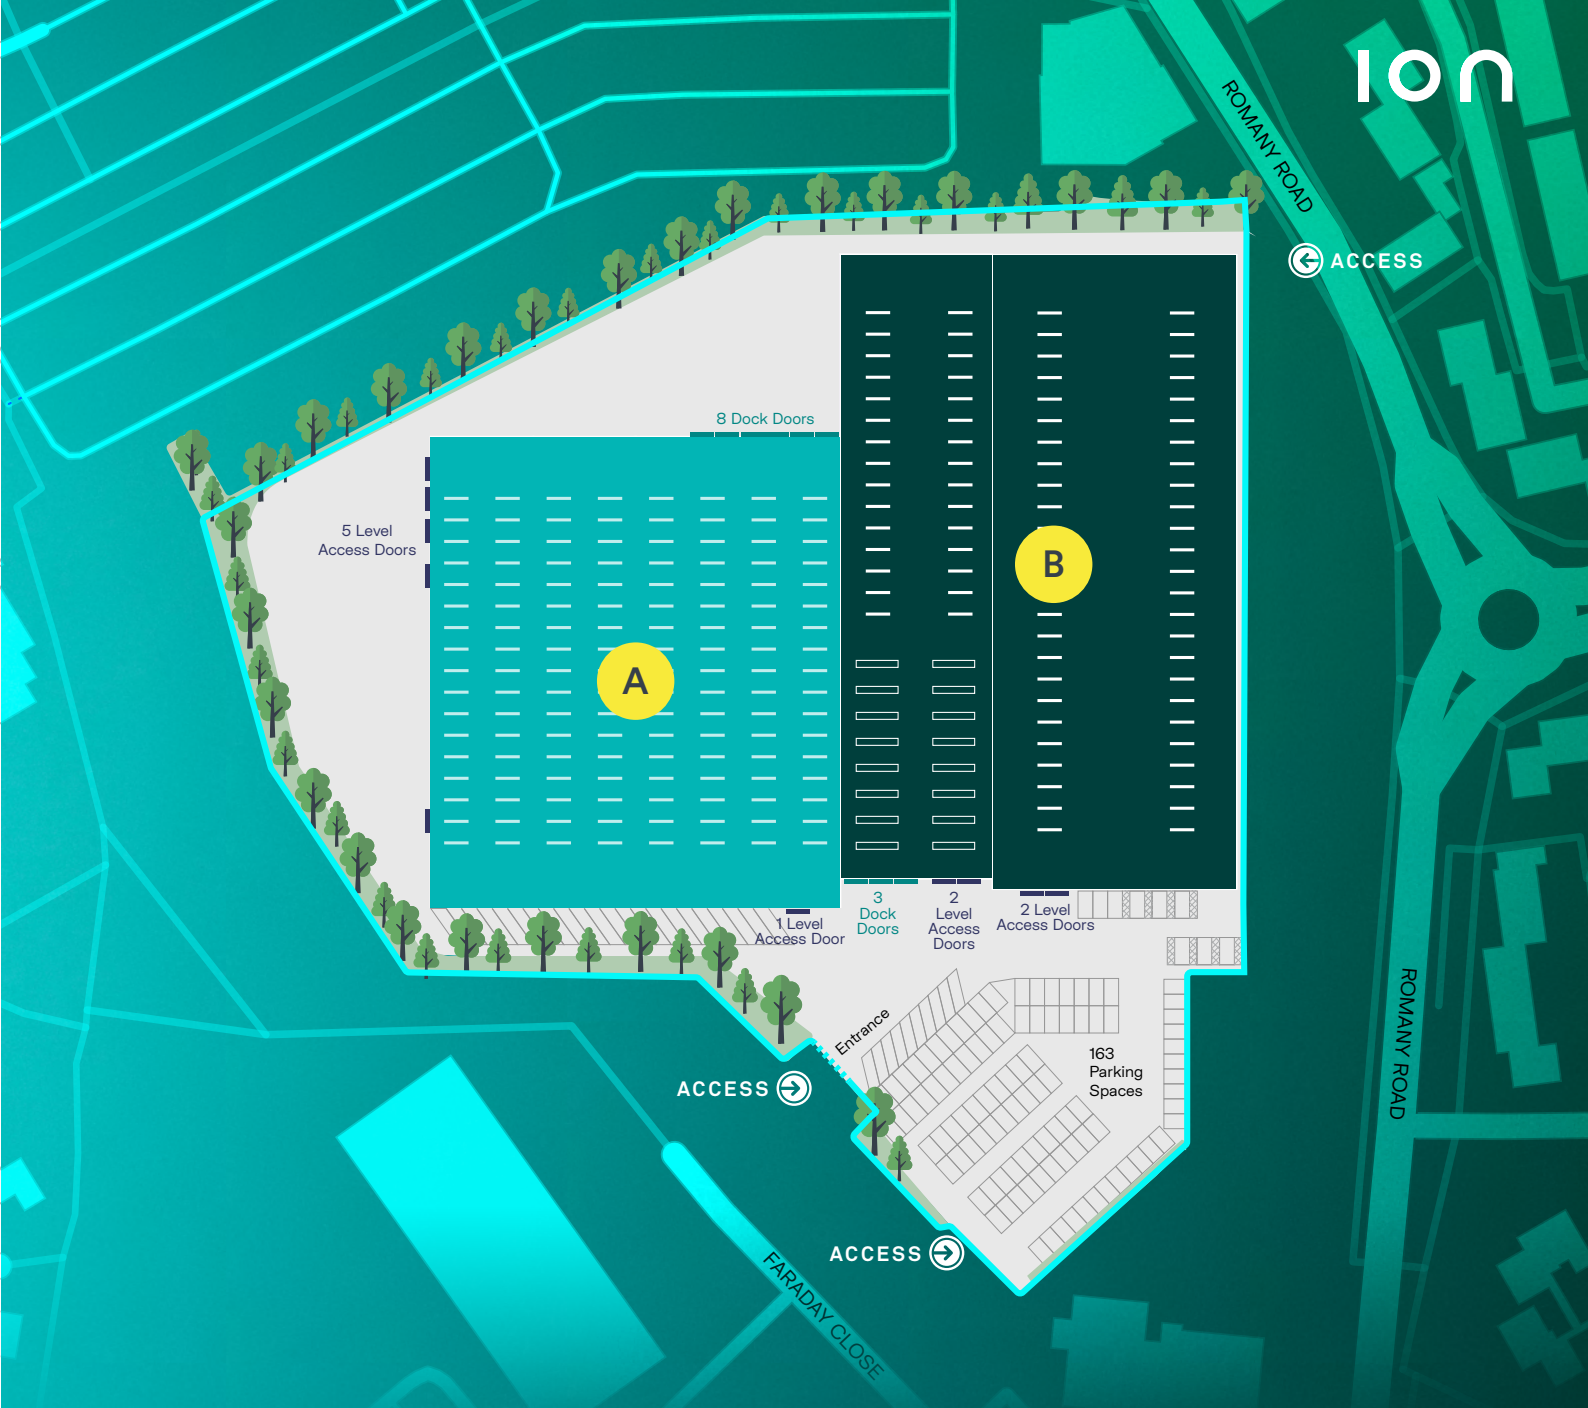 ION
ROMANY ROAD
ACCESS
8 Dock Doors
5 Level
Access Doors
B
A
3
Dock
Doors
2
Level
Access
Doors
2 Level
Access Doors
1 Level
Access Door
Entrance
163
Parking
Spaces
ROMANY ROAD
ACCESS
ACCESS
FARADAY CLOSE